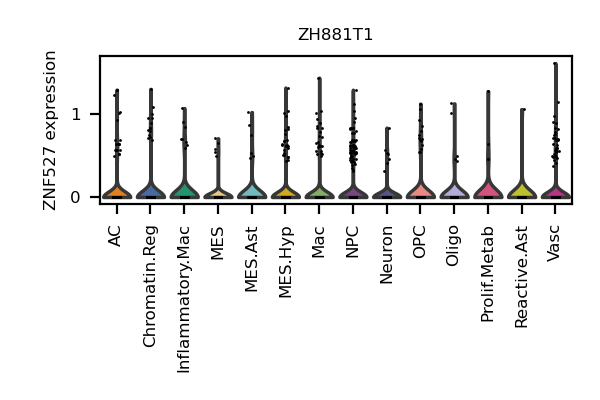 ZH881T1
ZNF527 expression
1
0
AC
Chromatin.Reg
Inflammatory.Mac
MES
MES.Ast
MES.Hyp
Mac
NPC
Neuron
OPC
Oligo
Prolif.Metab
Reactive.Ast
Vasc